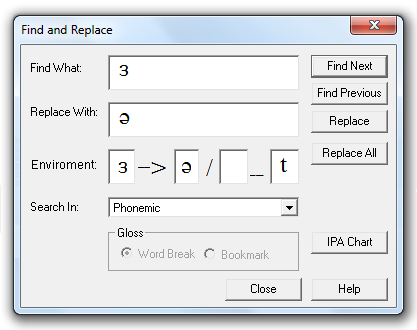 Find and Replace
Find What: ɜ
Find Next
Find Previous
Replace With: ə
Replace
Enviroment: ɜ --> ə / __ t
Replace All
Search In: Phonemic
Gloss
Word Break Bookmark
IPA Chart
Close Help